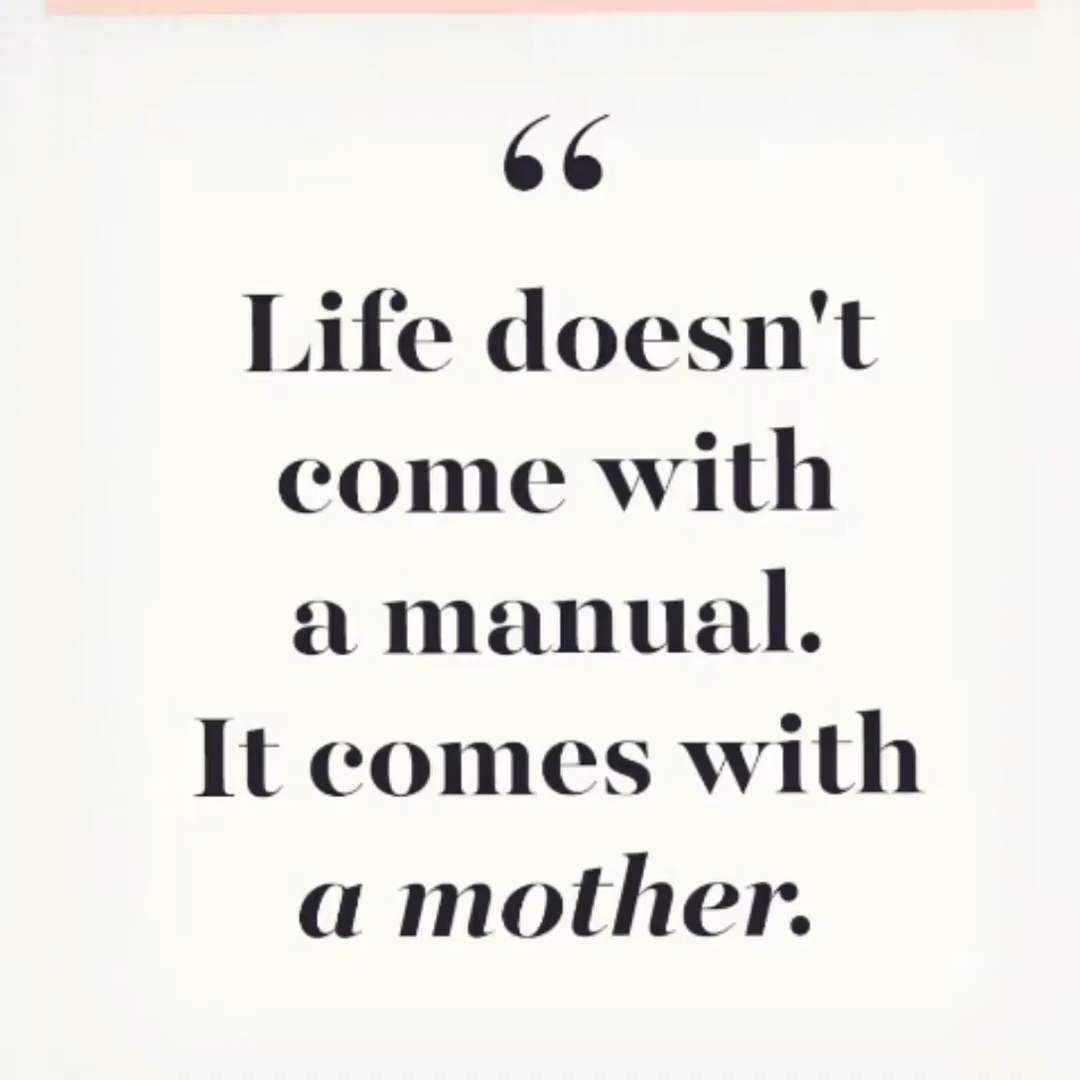 “
Life doesn't
come with
a manual.
It comes with
a mother.